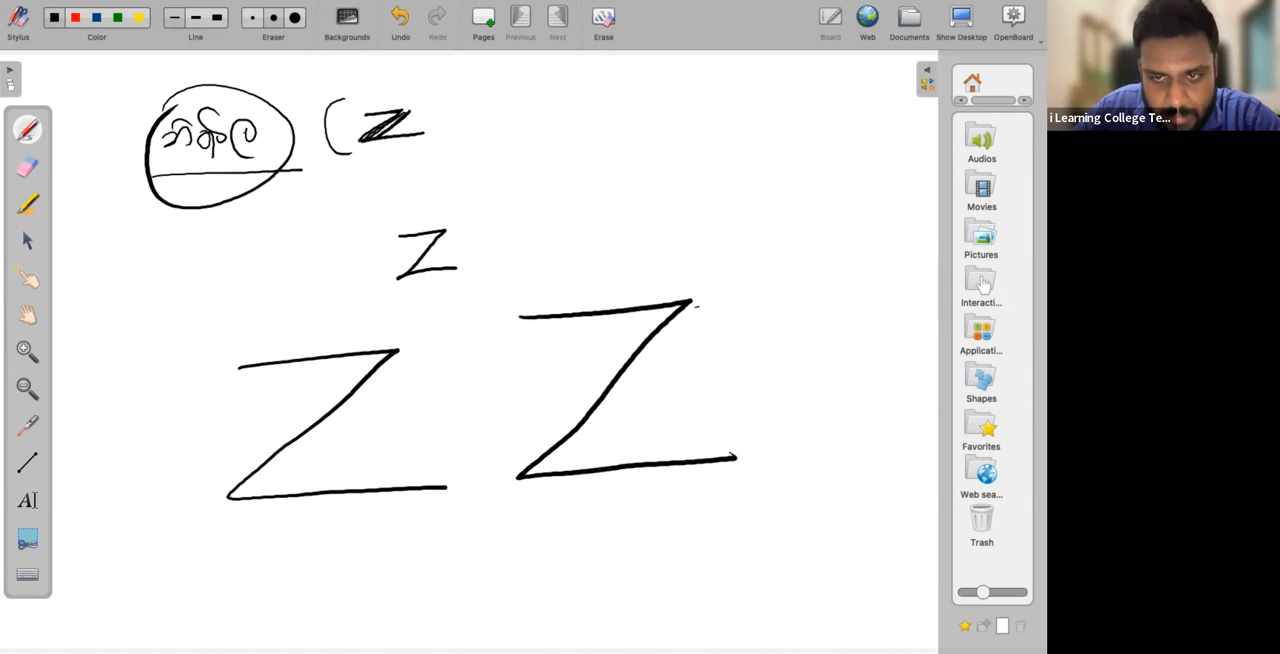 Stylus
Color
Line
Eraser
Backgrounds
Undo
Redo
Pages
Previous
Next
Erase
Board
Web
Documents
Show Desktop
OpenBoard
නිඛිල (Z
Z
Z Z
AI
Audios
Movies
Pictures
Interacti...
Applicati...
Shapes
Favorites
Web sea...
Trash
i Learning College Te...